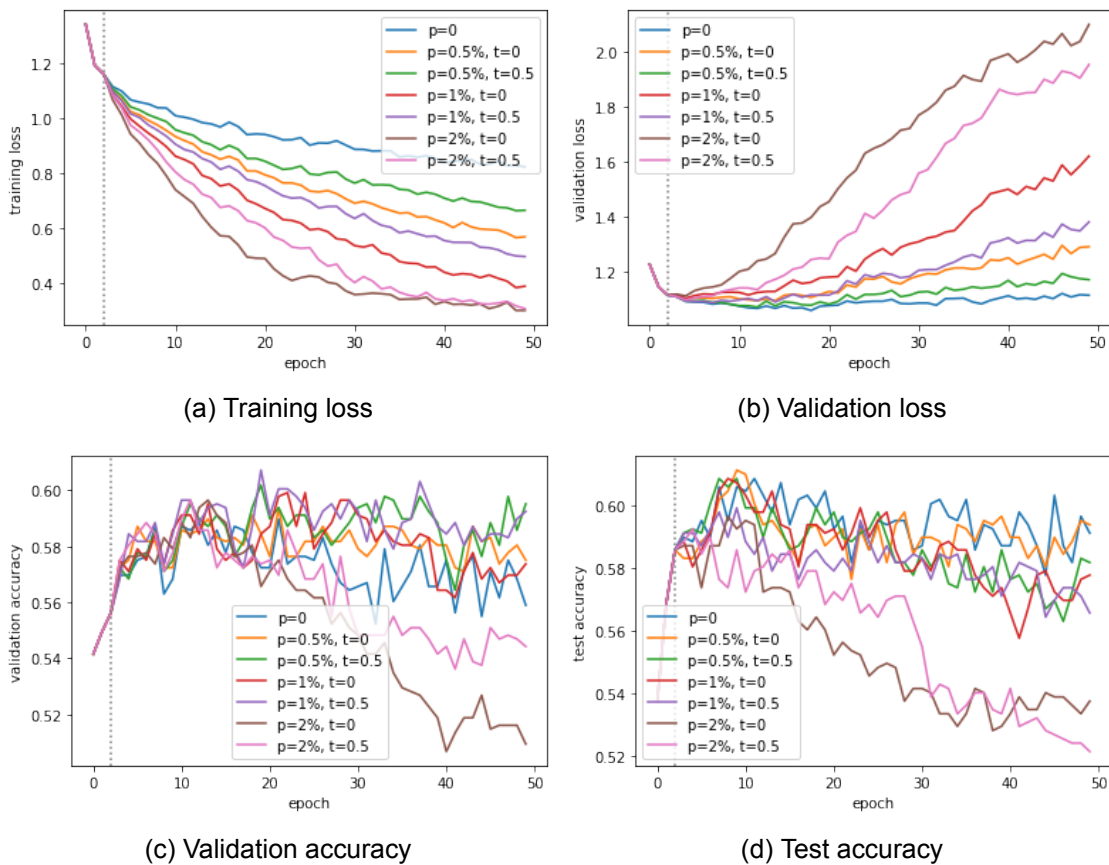 1.2
1.0
0.8
0.6
0.4
training loss
0 10 20 30 40 50
epoch
p=0
p=0.5%, t=0
p=0.5%, t=0.5
p=1%, t=0
p=1%, t=0.5
p=2%, t=0
p=2%, t=0.5
(a) Training loss
2.0
1.8
1.6
1.4
1.2
validation loss
0 10 20 30 40 50
epoch
p=0
p=0.5%, t=0
p=0.5%, t=0.5
p=1%, t=0
p=1%, t=0.5
p=2%, t=0
p=2%, t=0.5
(b) Validation loss
0.60
0.58
0.56
0.54
0.52
validation accuracy
0 10 20 30 40 50
epoch
p=0
p=0.5%, t=0
p=0.5%, t=0.5
p=1%, t=0
p=1%, t=0.5
p=2%, t=0
p=2%, t=0.5
(c) Validation accuracy
0.60
0.58
0.56
0.54
0.52
test accuracy
0 10 20 30 40 50
epoch
p=0
p=0.5%, t=0
p=0.5%, t=0.5
p=1%, t=0
p=1%, t=0.5
p=2%, t=0
p=2%, t=0.5
(d) Test accuracy